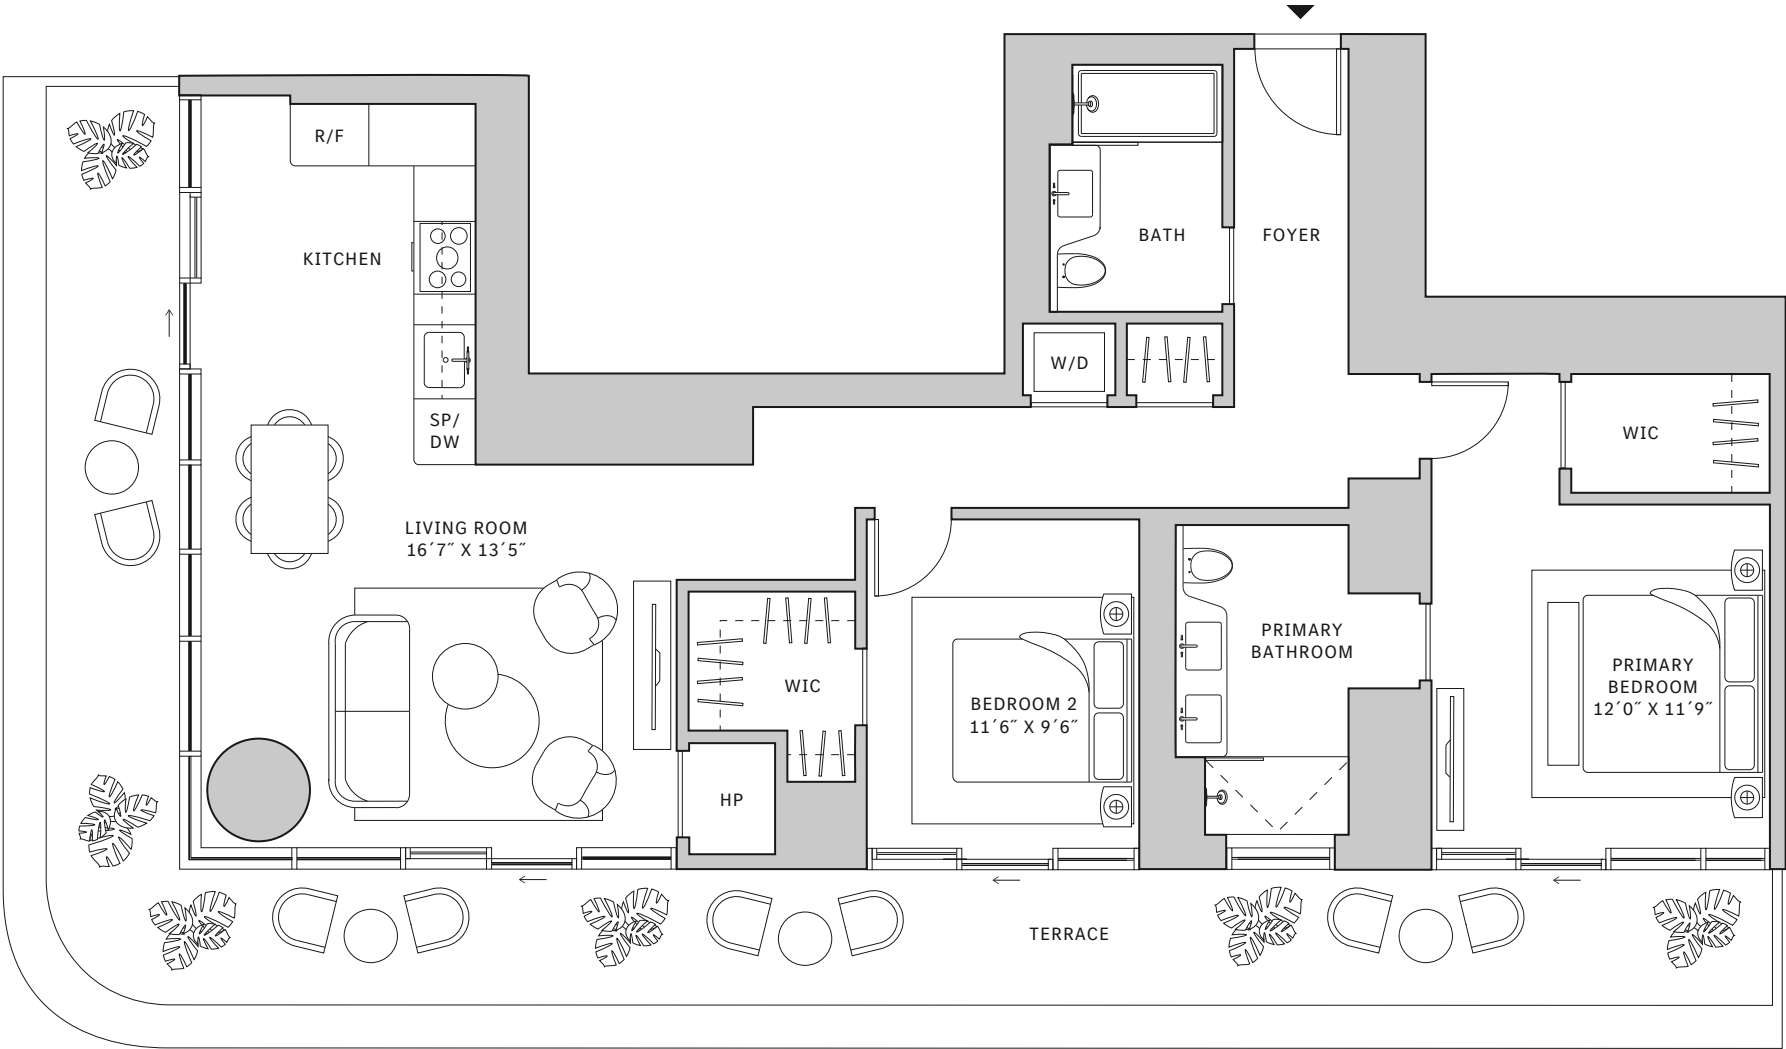 R/F
KITCHEN
SP/
DW
LIVING ROOM
16´7˝ X 13´5˝
BATH
FOYER
W/D
WIC
WIC
HP
BEDROOM 2
11´6˝ X 9´6˝
PRIMARY
BATHROOM
PRIMARY
BEDROOM
12´0˝ X 11´9˝
TERRACE